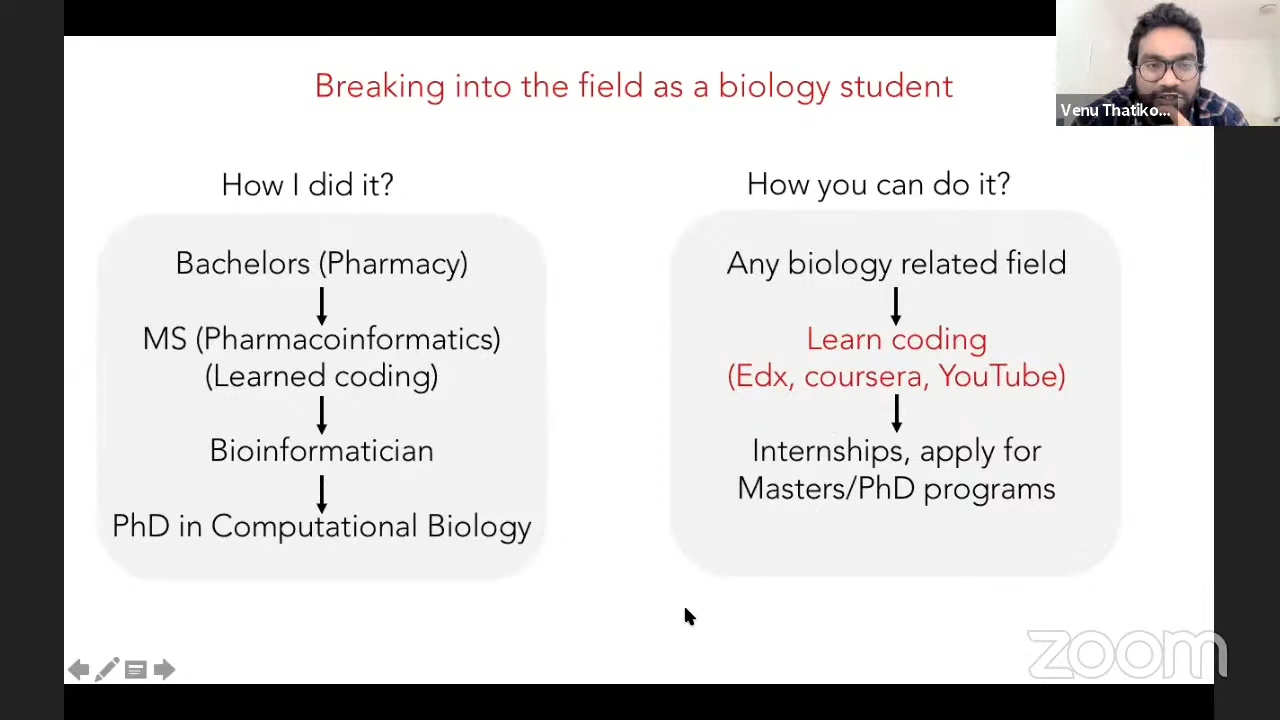 Breaking into the field as a biology student
Venu Thatiko...
How I did it?
Bachelors (Pharmacy)
MS (Pharmacoinformatics)
(Learned coding)
Bioinformatician
PhD in Computational Biology
How you can do it?
Any biology related field
Learn coding
(Edx, coursera, YouTube)
Internships, apply for
Masters/PhD programs
zoom